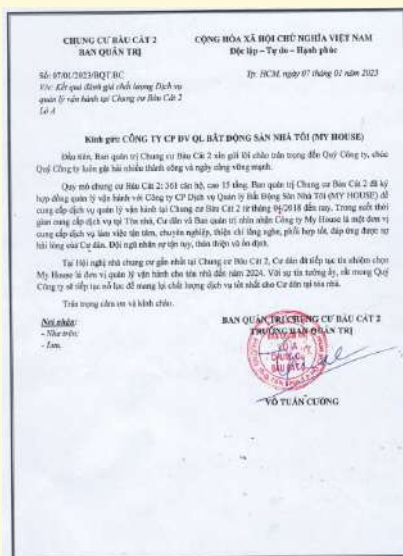 CHUNG CƯ BÀU CÁT 2
BAN QUẢN TRỊ
CỘNG HÒA XÃ HỘI CHỦ NGHĨA VIỆT NAM
Độc lập – Tự do – Hạnh phúc
Số: 07/01/2023/BQT.BC
V/v: Kết quả đánh giá chất lượng Dịch vụ
quản lý vận hành tại Chung cư Bàu Cát 2
Lô A
Tp. HCM, ngày 07 tháng 01 năm 2023
Kính gửi: CÔNG TY CP DV QL BẤT ĐỘNG SẢN NHÀ TÔI (MY HOUSE)
Đầu tiên, Ban quản trị Chung cư Bàu Cát 2 xin gửi lời chào trân trọng đến Quý Công ty, chúc
Quý Công ty luôn gặt hái nhiều thành công và ngày càng vững mạnh.
Quy mô chung cư Bàu Cát 2: 361 căn hộ, cao 15 tầng. Ban quản trị Chung cư Bàu Cát 2 đã ký
hợp đồng quản lý vận hành với Công ty CP Dịch vụ Quản lý Bất Động Sản Nhà Tôi (MY HOUSE) để
cung cấp dịch vụ quản lý vận hành tại Chung cư Bàu Cát 2 từ tháng /2018 đến nay. Trong suốt thời
gian cung cấp dịch vụ tại Tòa nhà, Cư dân và Ban quản trị nhìn nhận Công ty My House là một đơn vị
cung cấp dịch vụ làm việc tận tâm, chuyên nghiệp, thiện chí lắng nghe, phối hợp tốt, đáp ứng được sự
hài lòng của Cư dân. Đội ngũ nhân sự tận tụy, thân thiện và ổn định.
Tại Hội nghị nhà chung cư gần nhất tại Chung cư Bàu Cát 2, Cư dân đã tiếp tục tín nhiệm chọn
My House là đơn vị quản lý vận hành cho tòa nhà đến năm 2024. Với sự tin tưởng ấy, rất mong Quý
Công ty sẽ tiếp tục nỗ lực để mang lại chất lượng dịch vụ tốt nhất cho Cư dân tại tòa nhà.
Trân trọng cảm ơn và kính chào.
Nơi nhận:
- Như trên;
- Lưu.
BAN QUẢN TRỊ CHUNG CƯ BÀU CÁT 2
TRƯỞNG BAN QUẢN TRỊ
VÕ TUẤN CƯỜNG